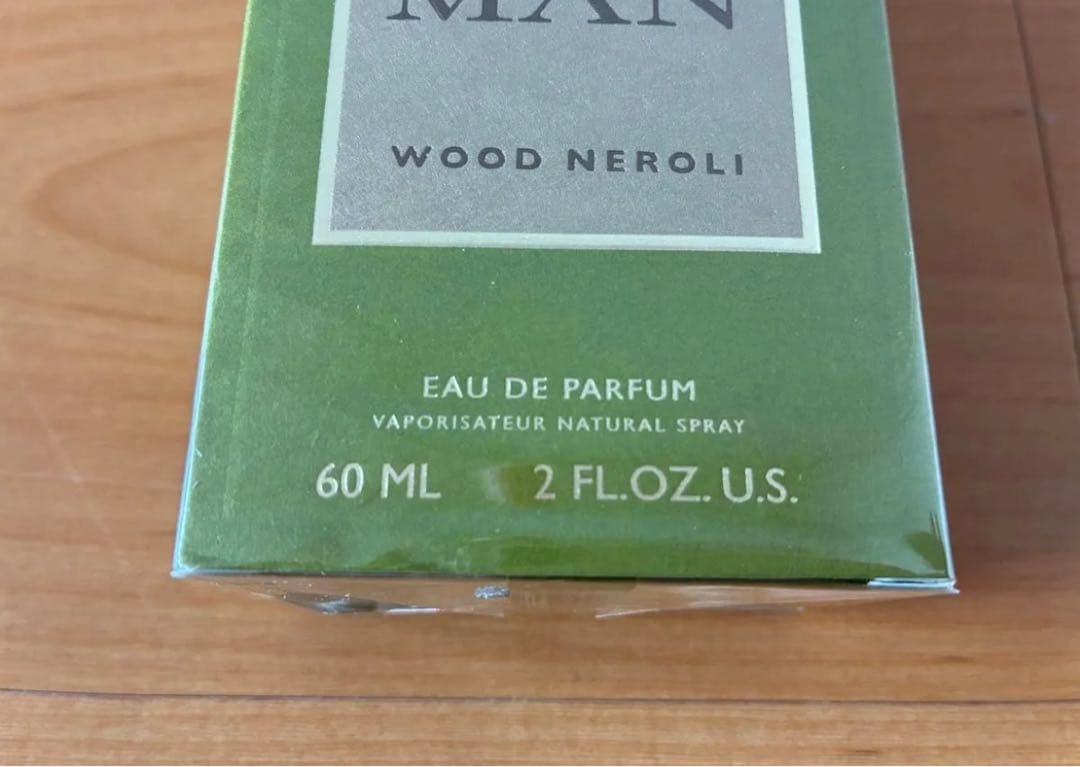 MAN
WOOD NEROLI
EAU DE PARFUM
VAPORISATEUR NATURAL SPRAY
60 ML 2 FL.OZ. U.S.